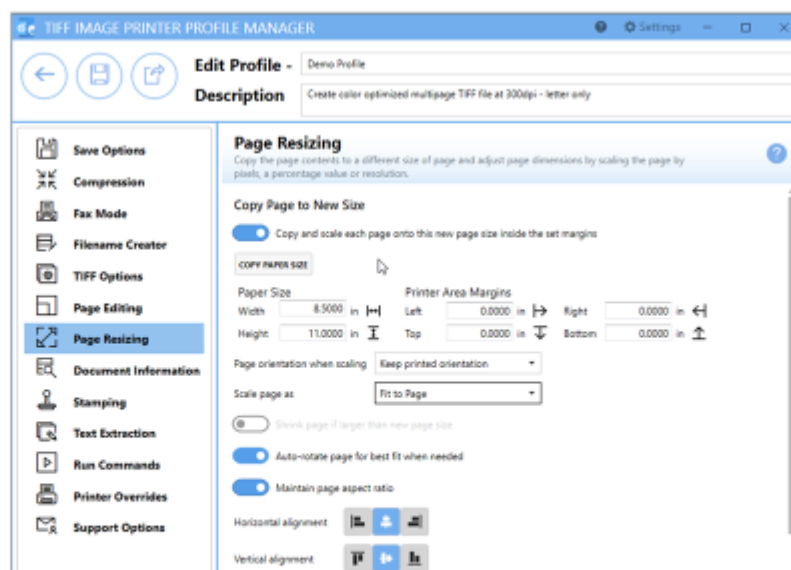 TIFF IMAGE PRINTER PROFILE MANAGER
Settings
Edit Profile - Demo Profile
Description Create color optimized multipage TIFF file at 300dpi - letter only
Save Options
Compression
Fax Mode
Filename Creator
TIFF Options
Page Editing
Page Resizing
Document Information
Stamping
Text Extraction
Run Commands
Printer Overrides
Support Options
Page Resizing
Copy the page contents to a different size of page and adjust page dimensions by scaling the page by
pixels, a percentage value or resolution.
Copy Page to New Size
Copy and scale each page onto this new page size inside the set margins
COPY PAPER SIZE
Paper Size Printer Area Margins
Width 8.5000 in Left 0.0000 in Right 0.0000 in
Height 11.0000 in Top 0.0000 in Bottom 0.0000 in
Page orientation when scaling Keep printed orientation
Scale page as Fit to Page
Shrink page if larger than new page size
Auto-rotate page for best fit when needed
Maintain page aspect ratio
Horizontal alignment
Vertical alignment